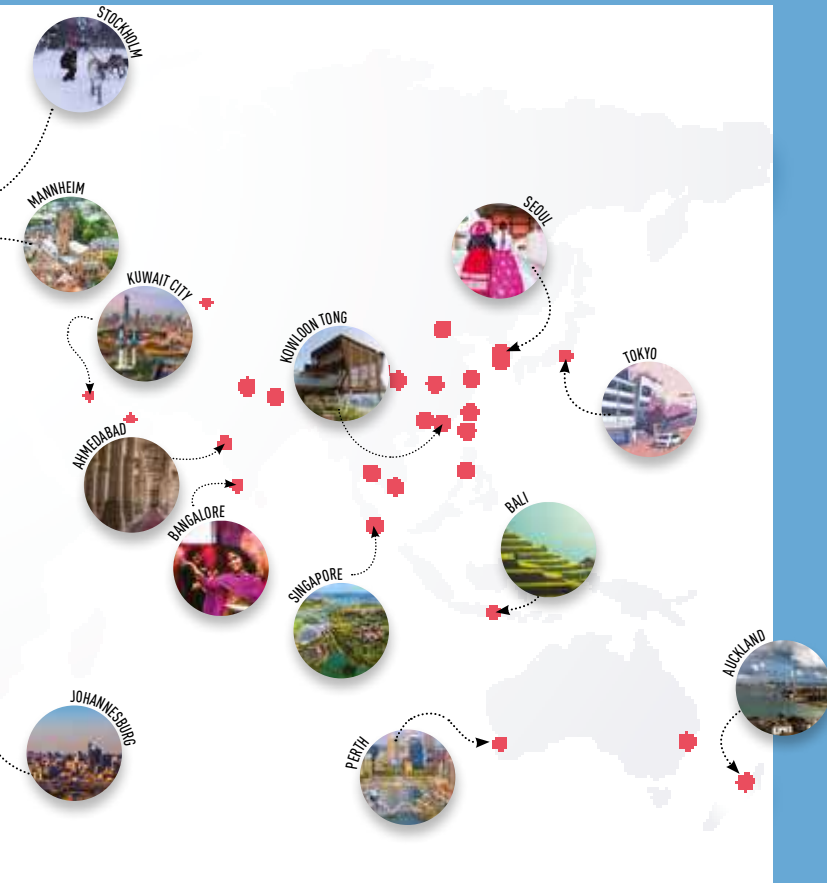 STOCKHOLM
MANNHEIM
SEOUL
KUWAIT CITY
KOWLOON TONG
TOKYO
AHMEDABAD
BANGALORE
BALI
SINGAPORE
AUCKLAND
JOHANNESBURG
PERTH